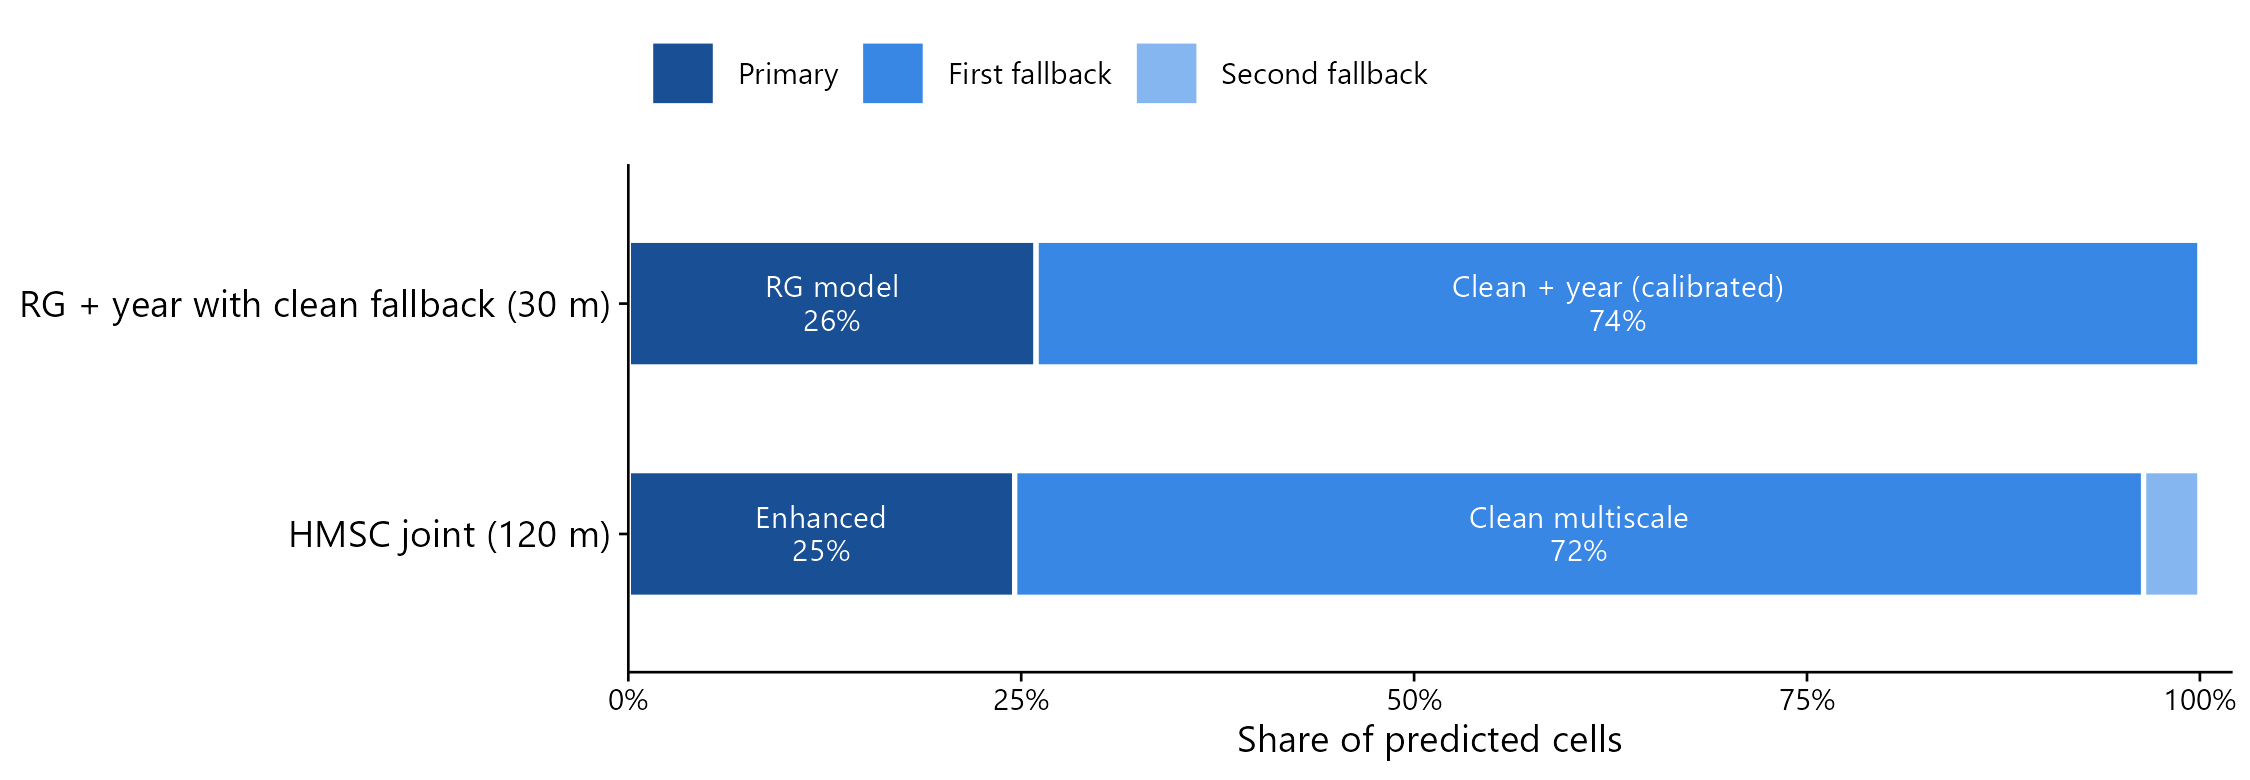 Primary
First fallback
Second fallback
RG + year with clean fallback (30 m)
RG model
26%
Clean + year (calibrated)
74%
HMSC joint (120 m)
Enhanced
25%
Clean multiscale
72%
0%
25%
50%
75%
100%
Share of predicted cells